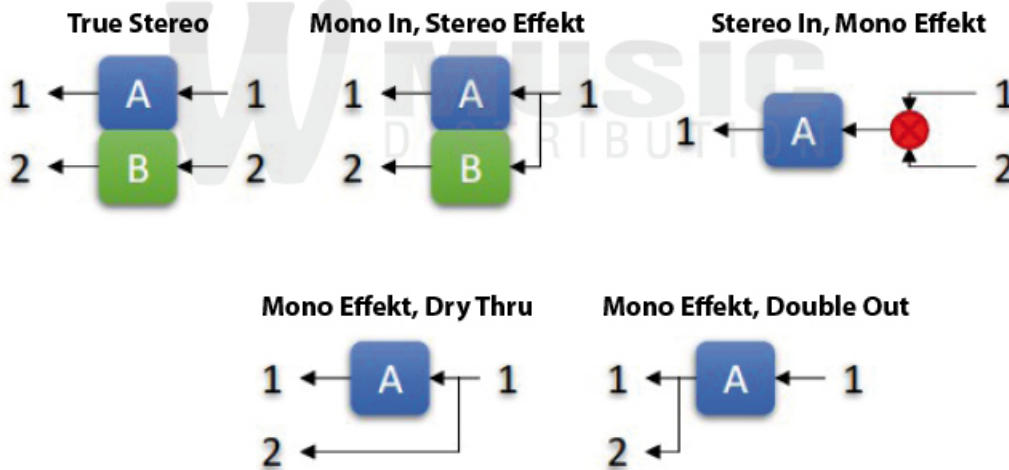 True Stereo Mono In, Stereo Effekt Stereo In, Mono Effekt
W MUSIC
DISTRIBUTION
1 A 1 1 A 1 1
1 A
2 B 2 2 B 2
Mono Effekt, Dry Thru Mono Effekt, Double Out
1 A 1 1 A 1
2 2